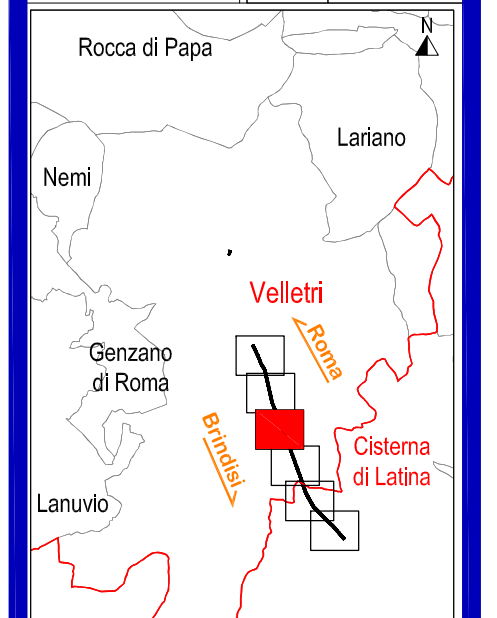 N
Rocca di Papa
Lariano
Nemi
Velletri
Roma
Genzano
di Roma
Brindisi
Cisterna
di Latina
Lanuvio